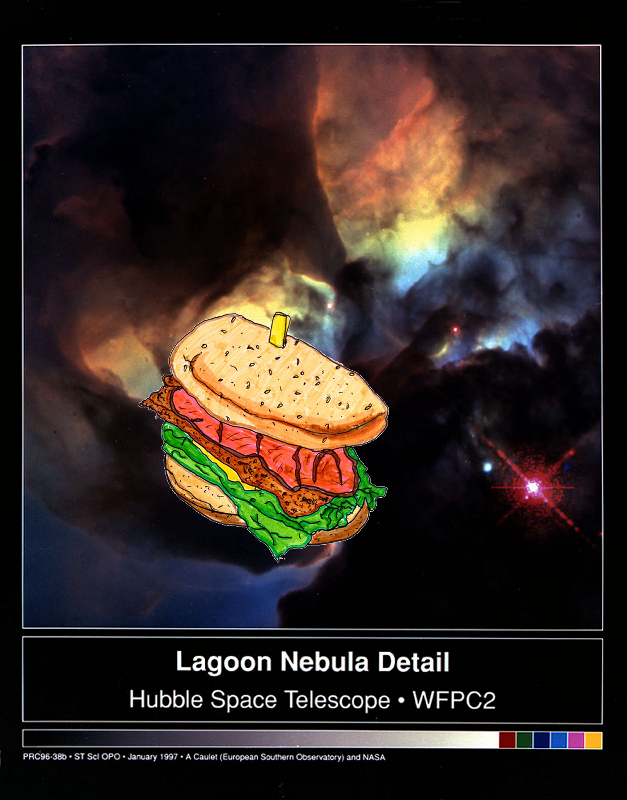 Lagoon Nebula Detail
Hubble Space Telescope • WFPC2
PRC96-38b • ST ScI OPO • January 1997 • A Caulet (European Southern Observatory) and NASA